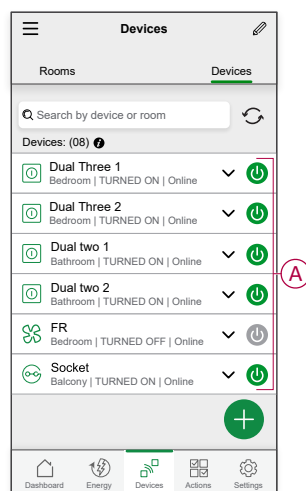 Devices
Rooms Devices
Search by device or room
Devices: (08)
Dual Three 1
Bedroom | TURNED ON | Online
Dual Three 2
Bedroom | TURNED ON | Online
Dual two 1
Bathroom | TURNED ON | Online
Dual two 2
Bathroom | TURNED ON | Online
FR
Bedroom | TURNED OFF | Online
Socket
Balcony | TURNED ON | Online
A
Dashboard Energy Devices Actions Settings